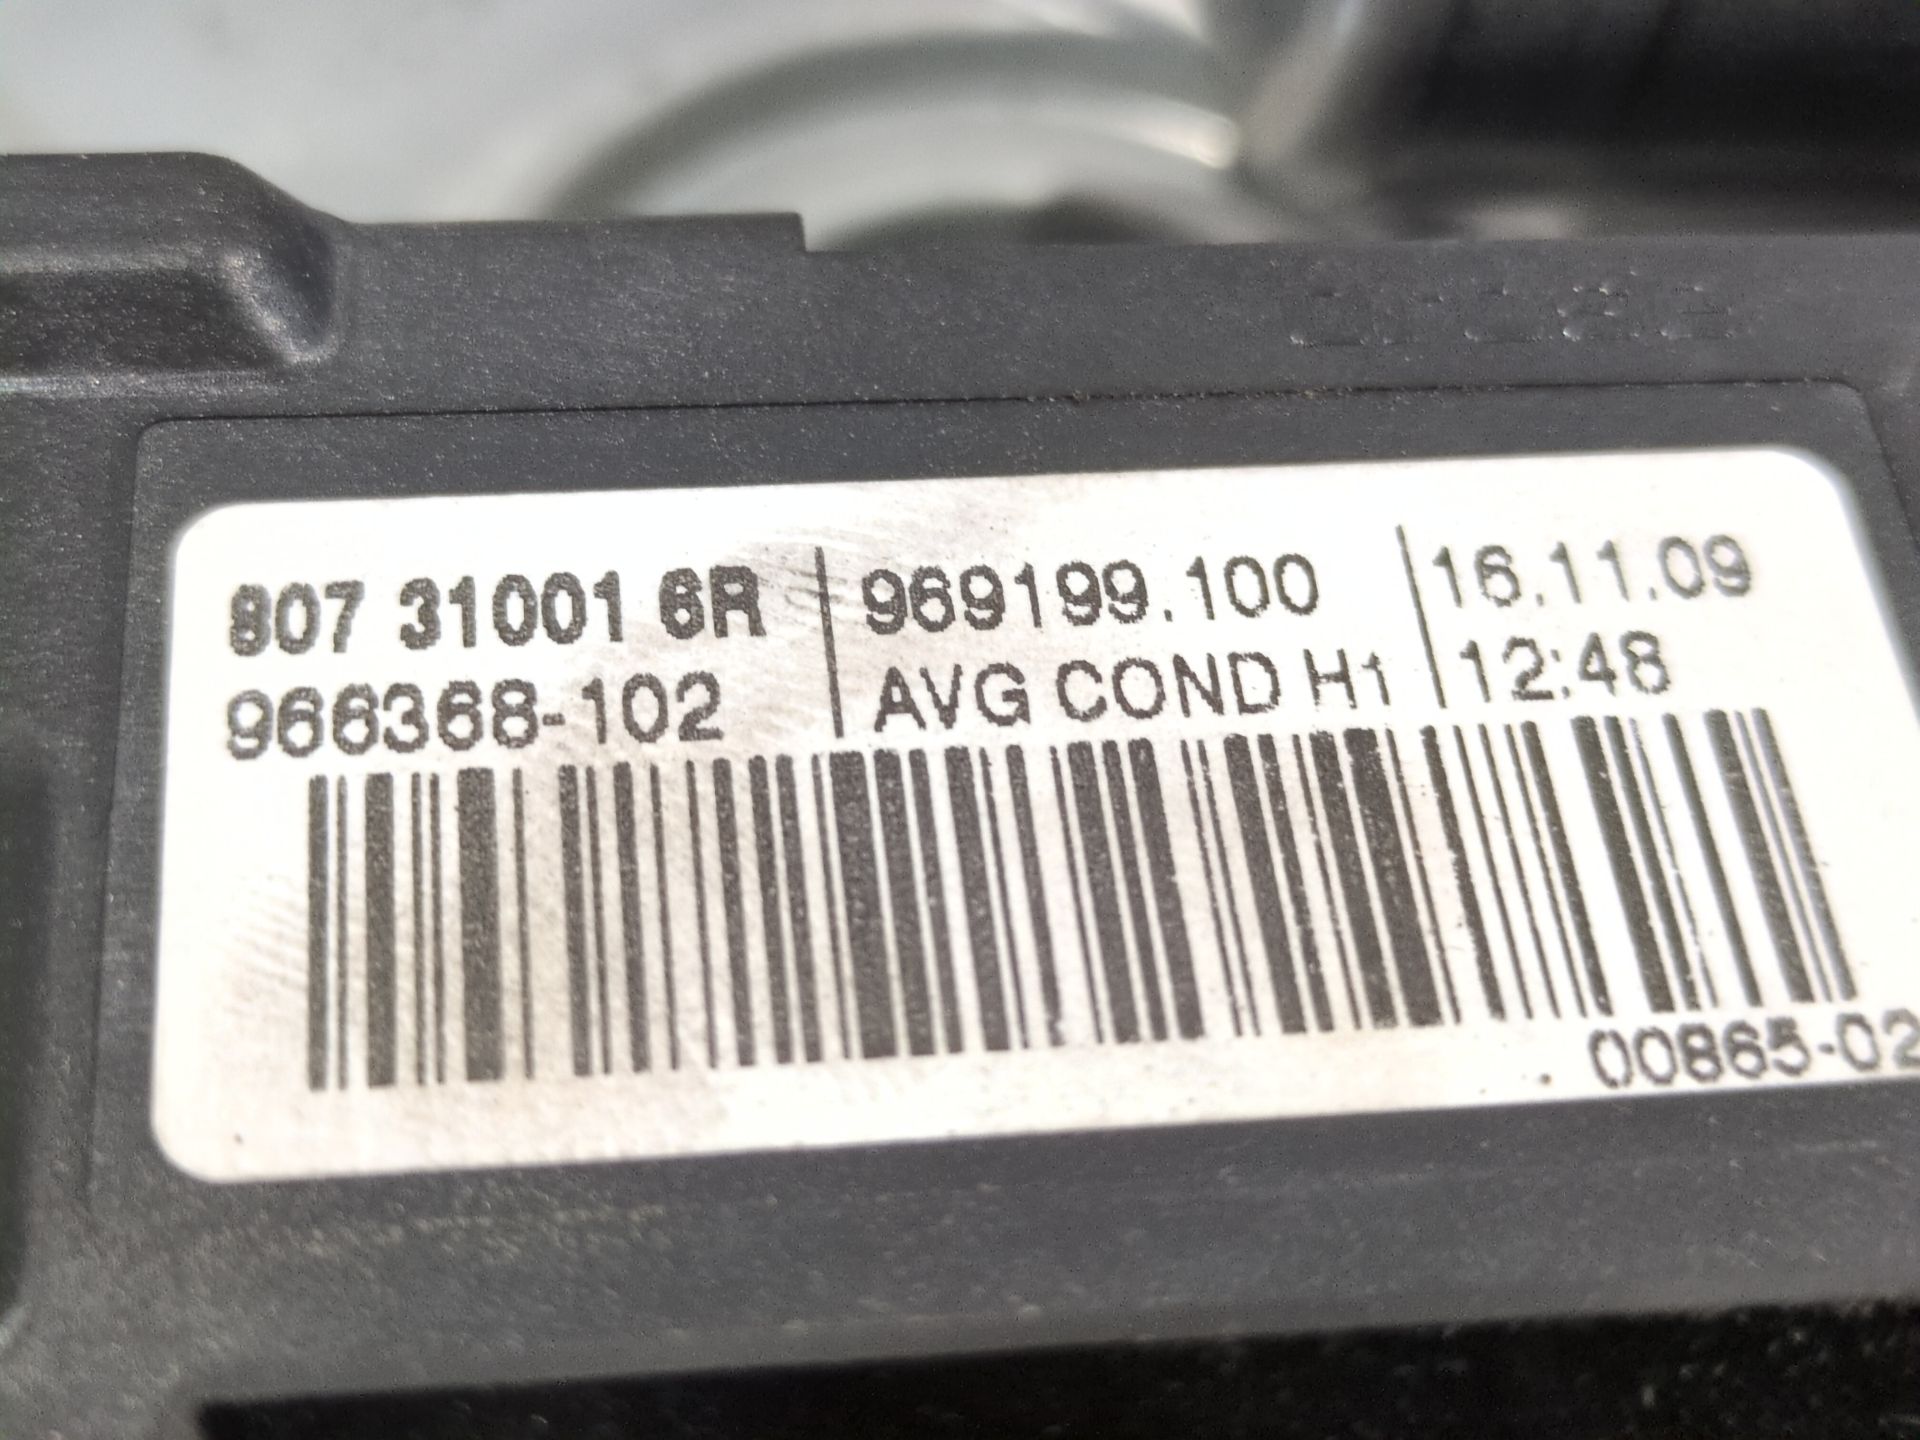 807 31001 6R 969199.100 16.11.09
966368-102 AVG COND H1 12:48
00865-02